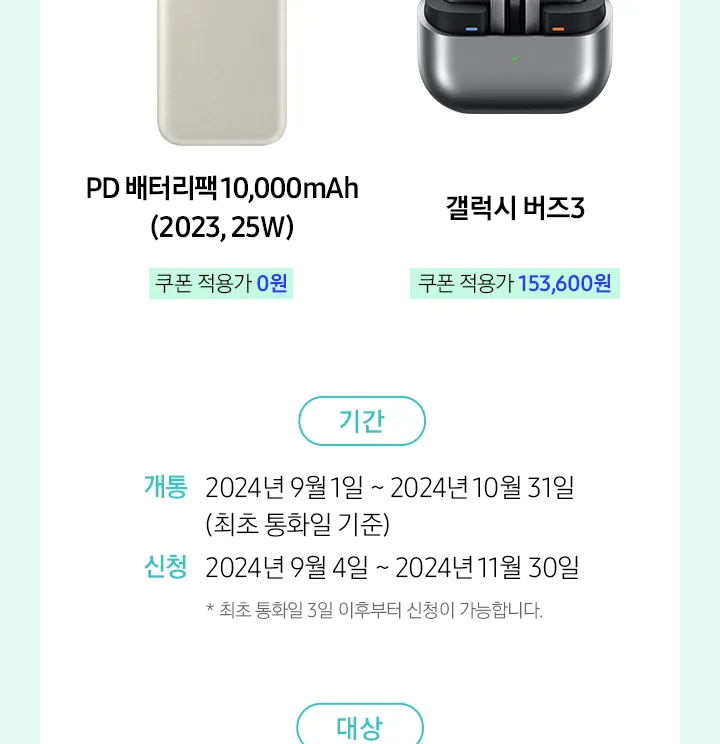 PD 배터리팩 10,000mAh
(2023, 25W)
갤럭시 버즈3
쿠폰 적용가 0원
쿠폰 적용가 153,600원
기간
개통 2024년 9월 1일 ~ 2024년 10월 31일
(최초 통화일 기준)
신청 2024년 9월 4일 ~ 2024년 11월 30일
* 최초 통화일 3일 이후부터 신청이 가능합니다.
대상